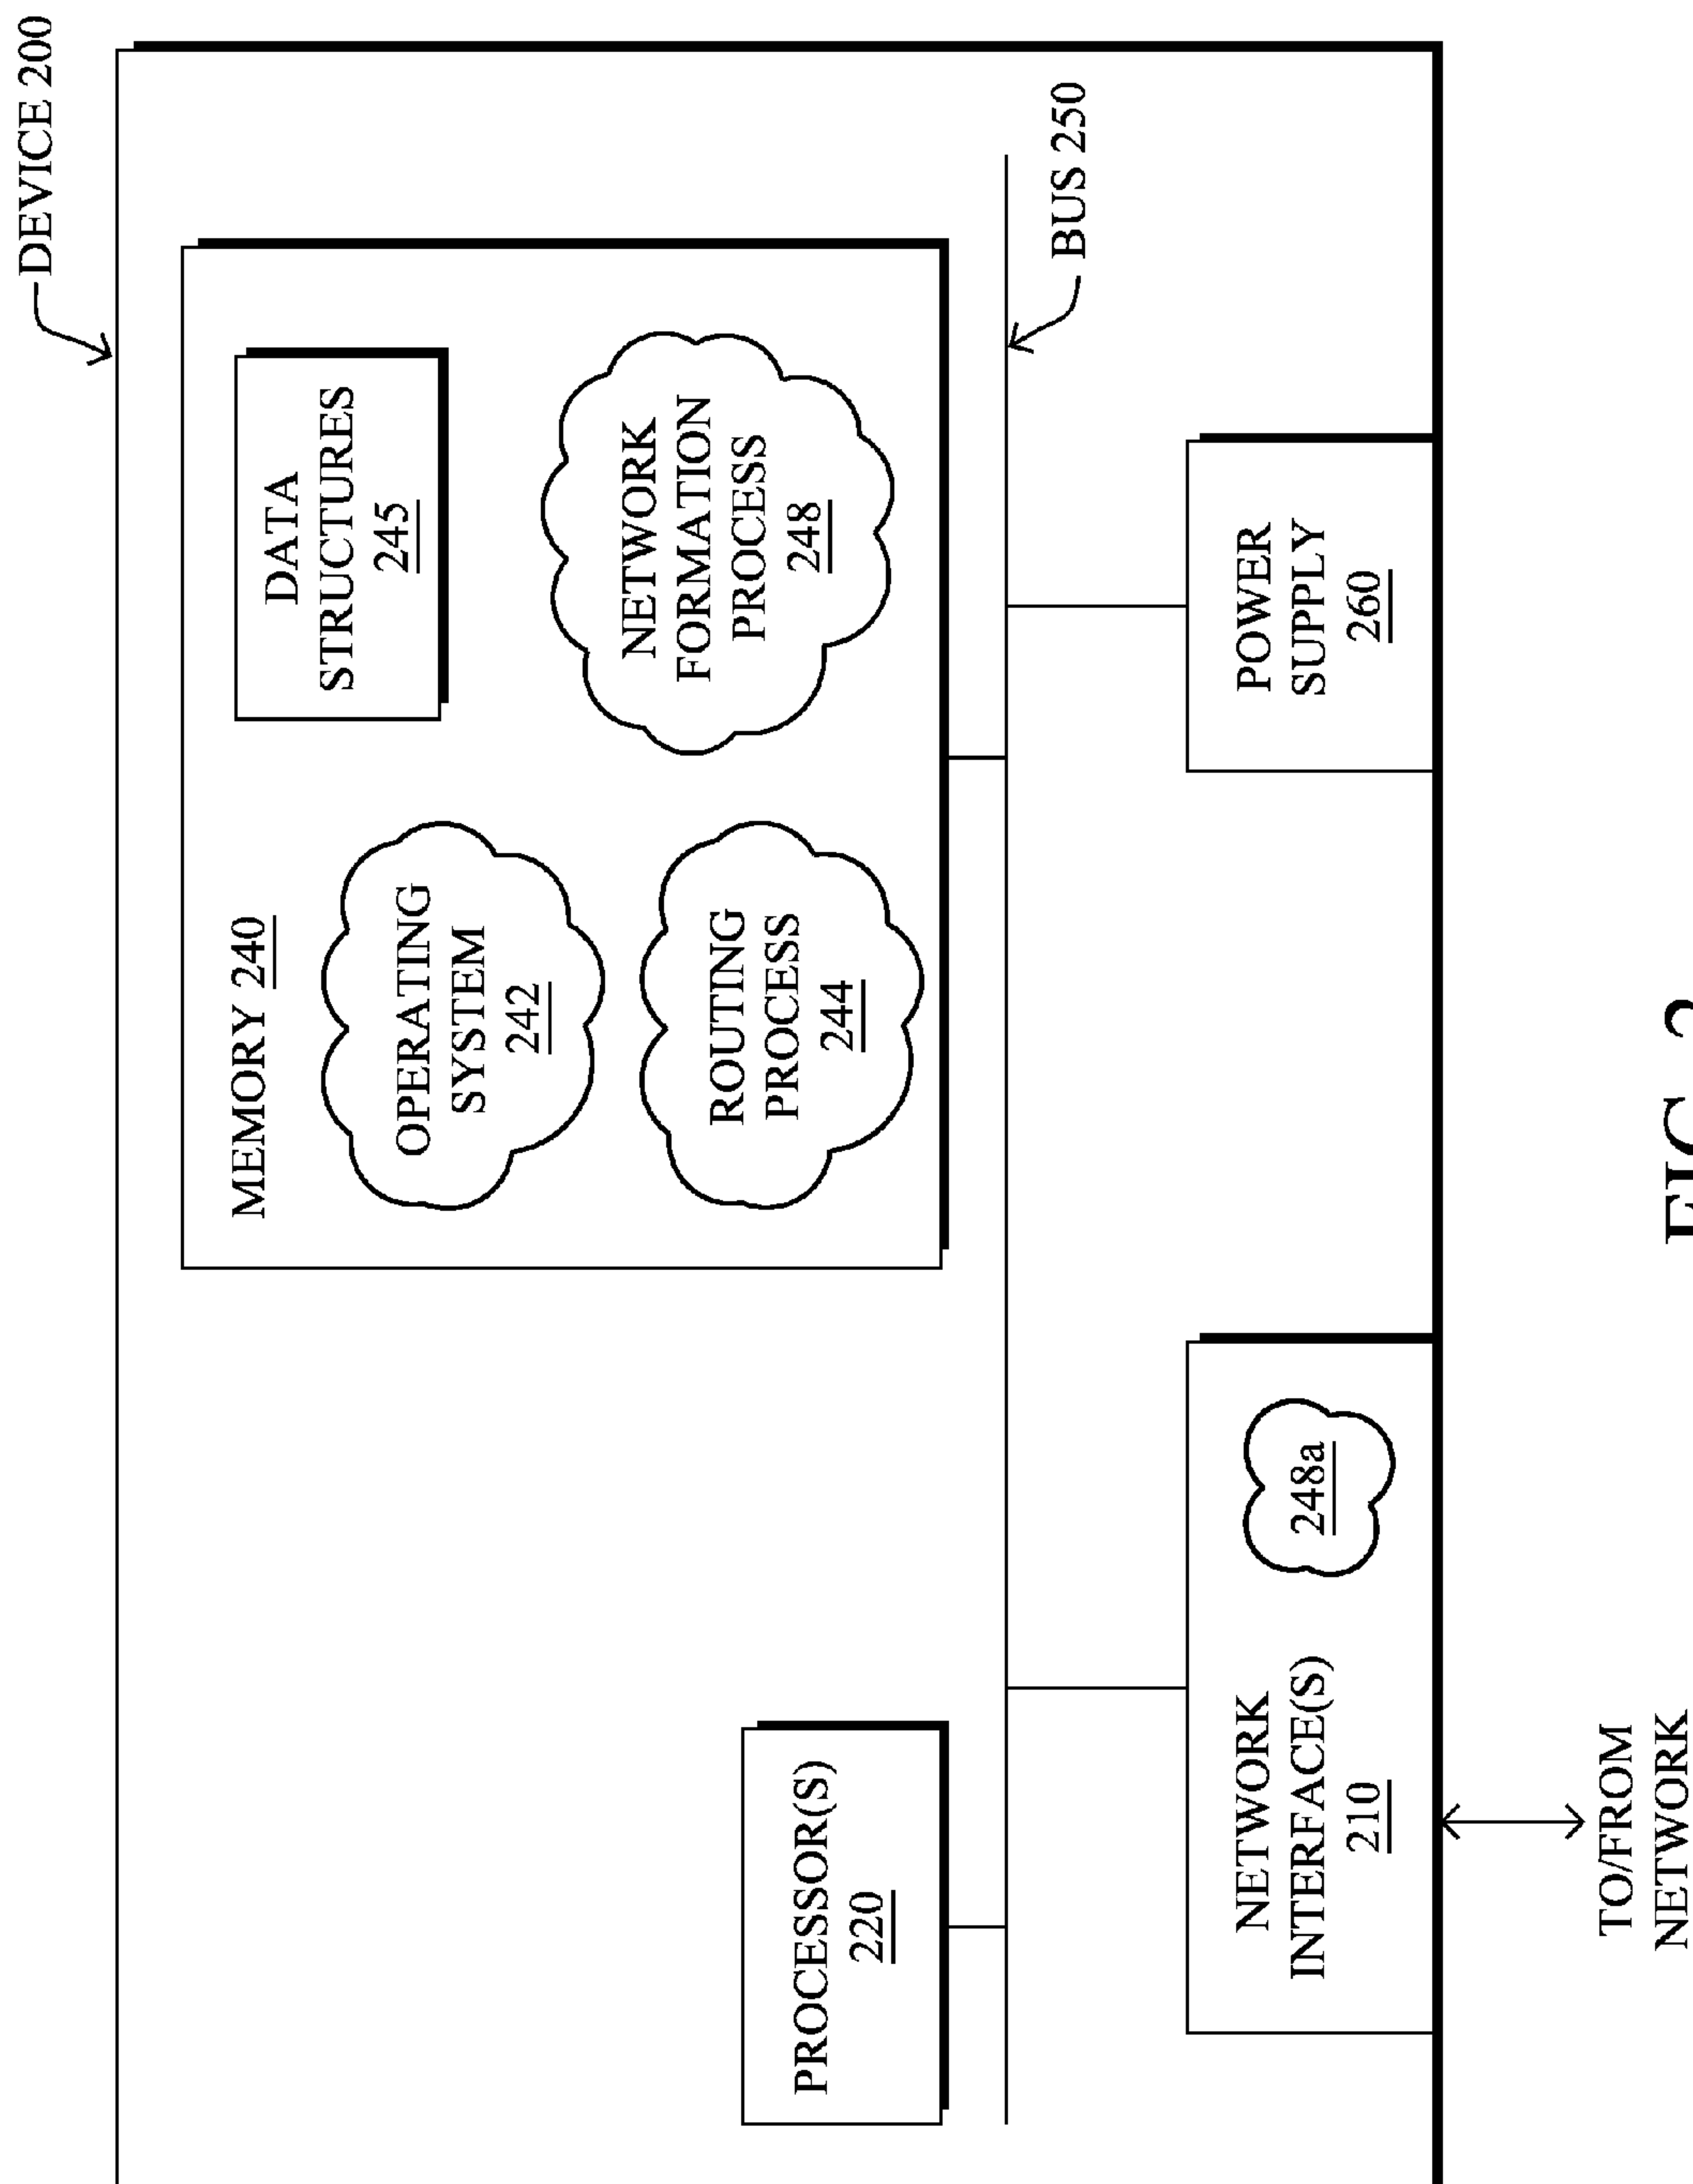 DEVICE 200
MEMORY 240
DATA
STRUCTURES
245
OPERATING
SYSTEM
242
NETWORK
FORMATION
PROCESS
248
ROUTING
PROCESS
244
PROCESSOR(S)
220
BUS 250
NETWORK
INTERFACE(S)
210
248a
POWER
SUPPLY
260
TO/FROM
NETWORK